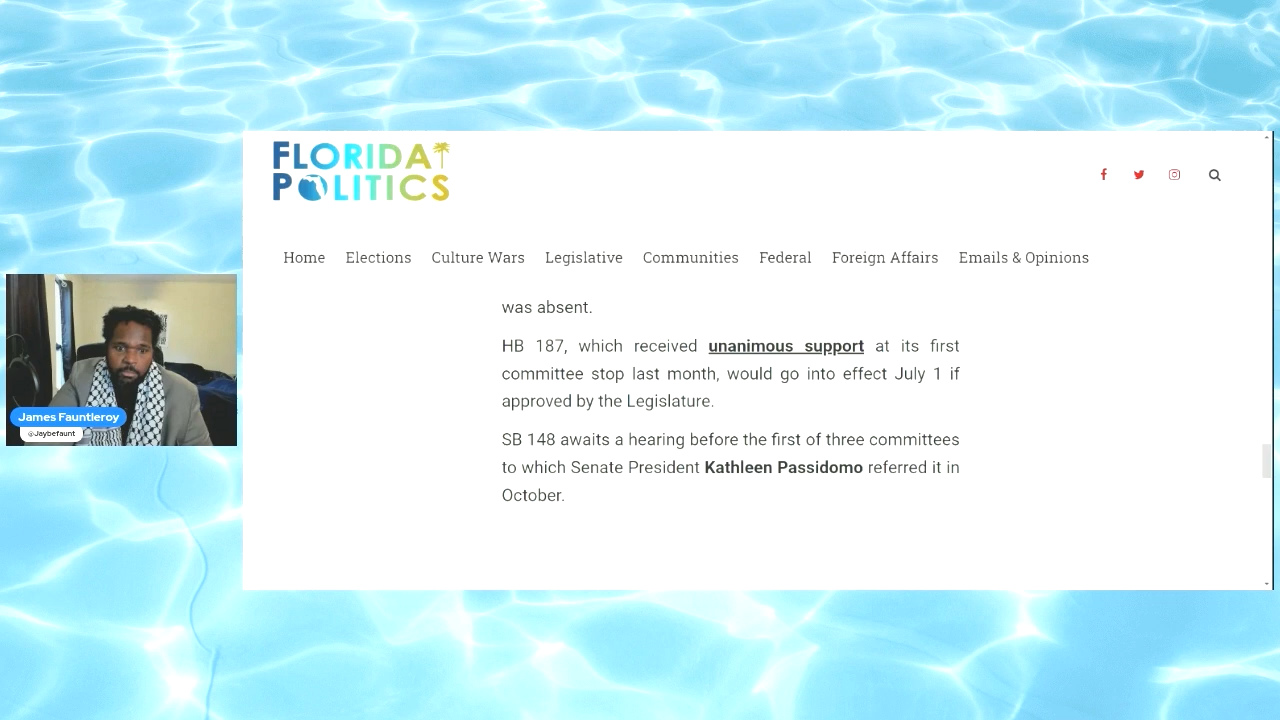 FLORIDA
POLITICS
Home Elections Culture Wars Legislative Communities Federal Foreign Affairs Emails & Opinions
was absent.
HB 187, which received unanimous support at its first
committee stop last month, would go into effect July 1 if
approved by the Legislature.
SB 148 awaits a hearing before the first of three committees
to which Senate President Kathleen Passidomo referred it in
October.
James Fauntleroy
@Jaybefaunt